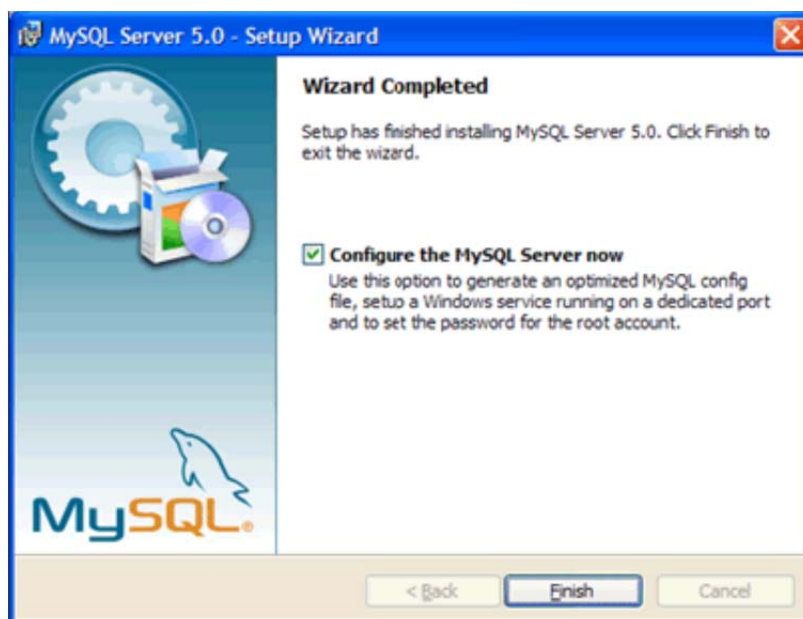 MySQL Server 5.0 - Setup Wizard
Wizard Completed
Setup has finished installing MySQL Server 5.0. Click Finish to
exit the wizard.
Configure the MySQL Server now
Use this option to generate an optimized MySQL config
file, setup a Windows service running on a dedicated port
and to set the password for the root account.
MySQL®
< Back
Finish
Cancel